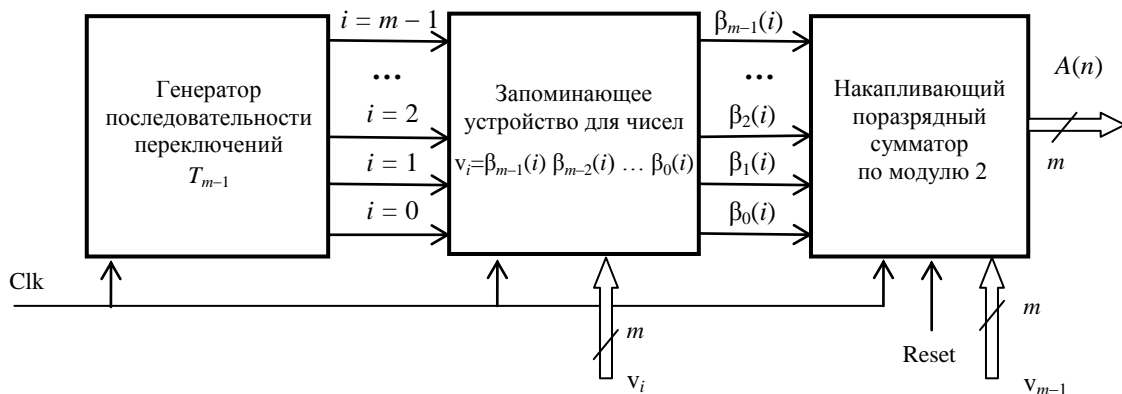 Генератор
последовательности
переключений
T_{m–1}
i = m – 1
...
i = 2
i = 1
i = 0
Запоминающее
устройство для чисел
v_i=β_{m–1}(i) β_{m–2}(i) … β_0(i)
β_{m–1}(i)
...
β_2(i)
β_1(i)
β_0(i)
Накапливающий
поразрядный
сумматор
по модулю 2
A(n)
m
Clk
m
v_i
Reset
m
v_{m–1}